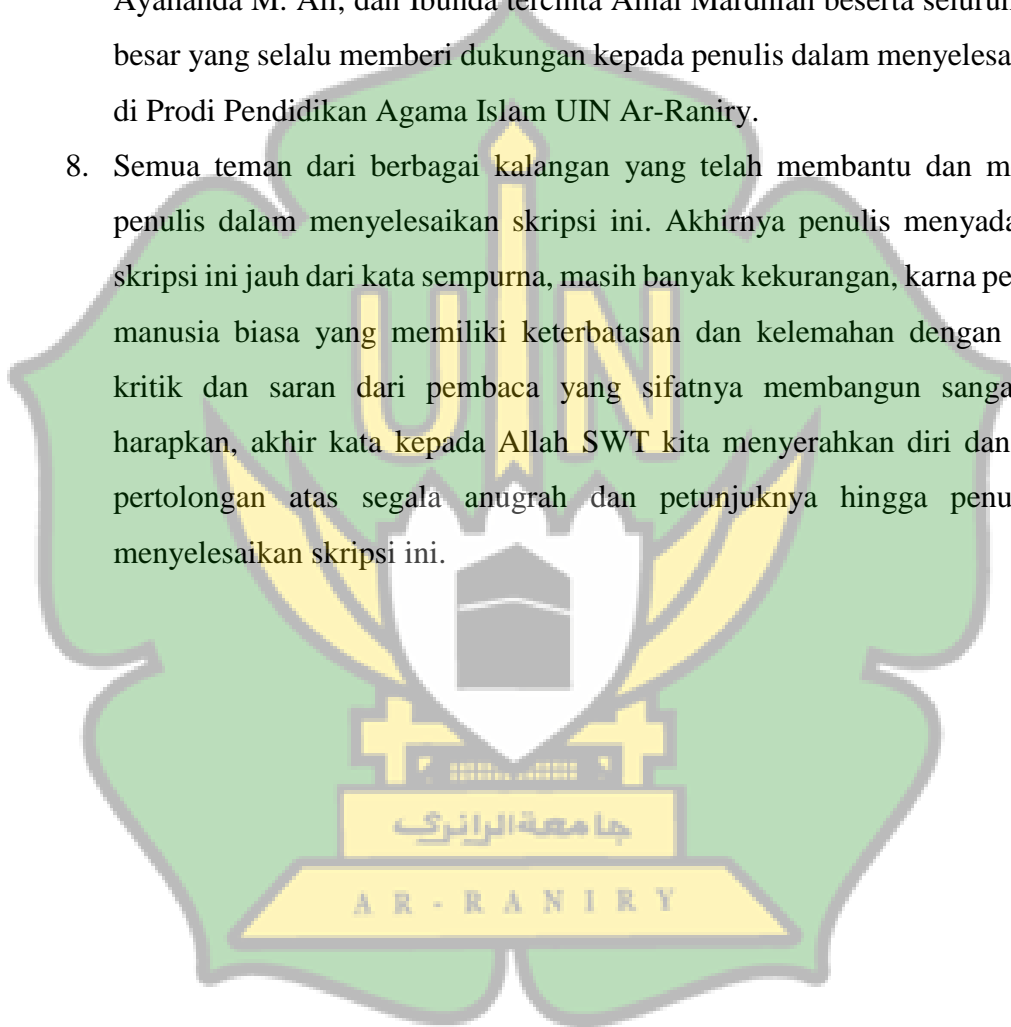 Ayahanda M. Ali, dan Ibunda tercinta Amal Mardhiah beserta seluruh
besar yang selalu memberi dukungan kepada penulis dalam menyelesa
di Prodi Pendidikan Agama Islam UIN Ar-Raniry.
8. Semua teman dari berbagai kalangan yang telah membantu dan m
penulis dalam menyelesaikan skripsi ini. Akhirnya penulis menyada
skripsi ini jauh dari kata sempurna, masih banyak kekurangan, karna pe
manusia biasa yang memiliki keterbatasan dan kelemahan dengan
kritik dan saran dari pembaca yang sifatnya membangun sanga
harapkan, akhir kata kepada Allah SWT kita menyerahkan diri dan
pertolongan atas segala anugrah dan petunjuknya hingga penu
menyelesaikan skripsi ini.
UIN
جامعة الرانري
AR-RANIRY